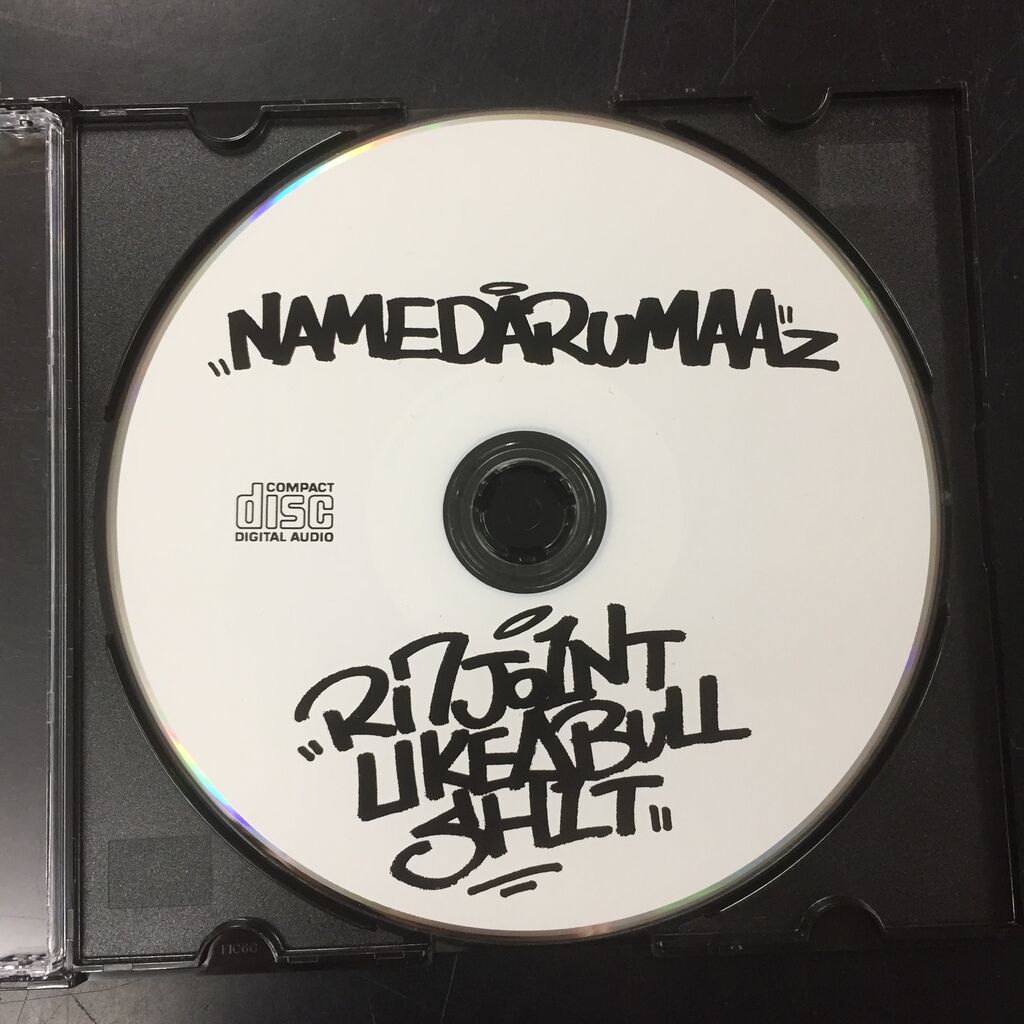 "NAMEDARUMAA"Z
COMPACT
disc
DIGITAL AUDIO
"Ri7JOINT
LIKEABULL
SHIT"